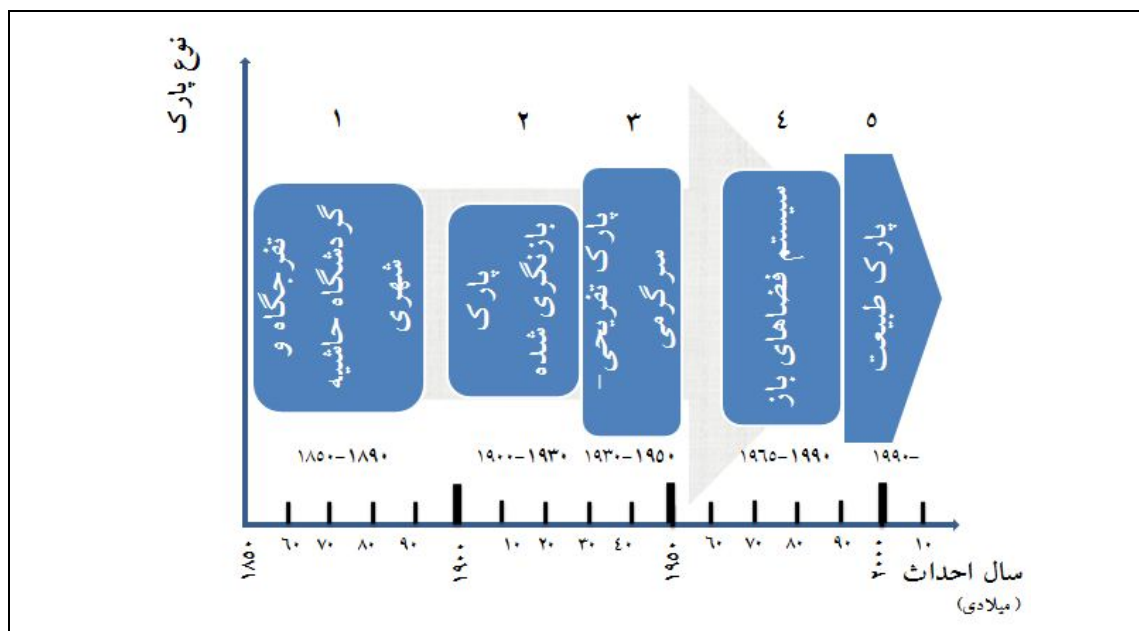 نوع پارک
۱
۲
۳
۴
۵
تفرجگاه و
گردشگاه حاشیه
شهری
پارک
بازنگری شده
پارک تفریحی-
سرگرمی
سیستم فضاهای باز
پارک طبیعت
۱۸۵۰-۱۸۹۰
۱۹۰۰-۱۹۳۰
۱۹۳۰-۱۹۵۰
۱۹۶۵-۱۹۹۰
۱۹۹۰-
۱۸۵۰
۶۰
۷۰
۸۰
۹۰
۱۹۰۰
۱۰
۲۰
۳۰
۴۰
۱۹۵۰
۶۰
۷۰
۸۰
۹۰
۲۰۰۰
۱۰
سال احداث
(میلادی)